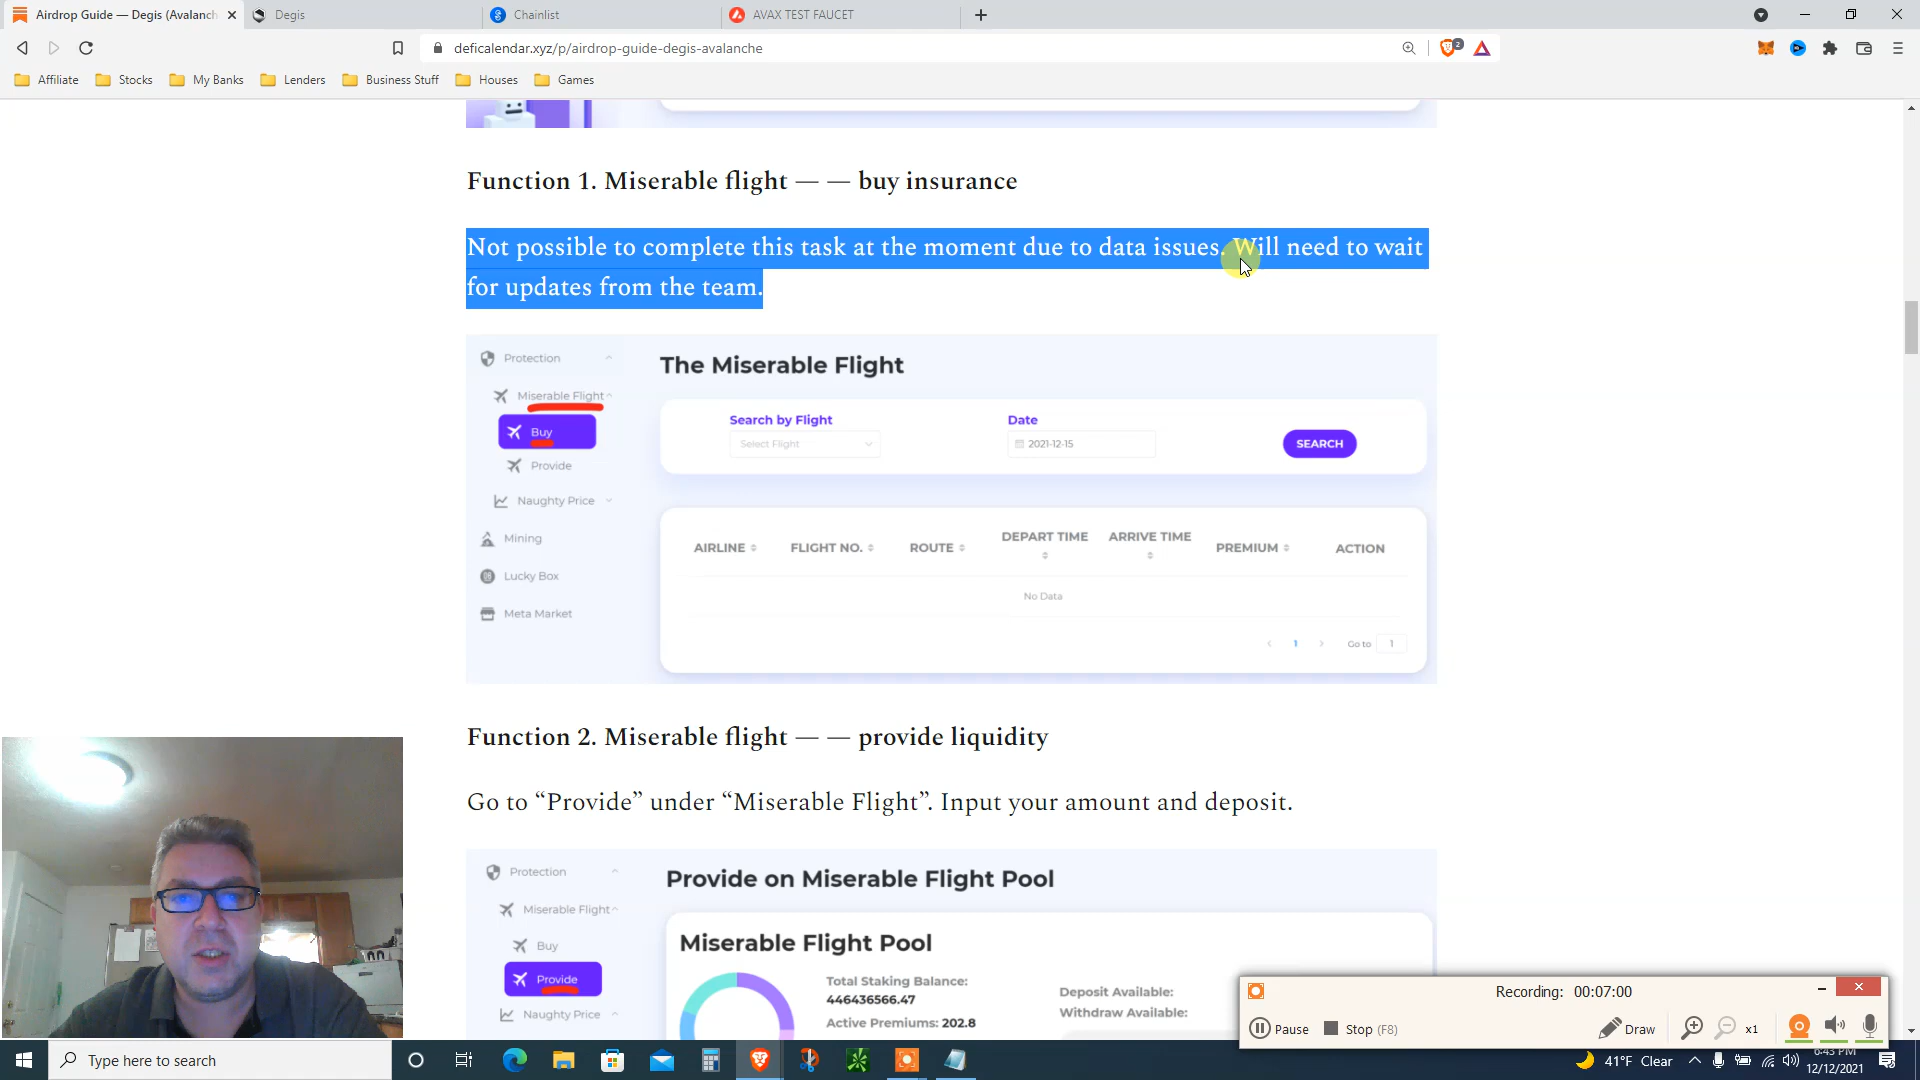 Airdrop Guide — Degis (Avalanch
Degis
Chainlist
AVAX TEST FAUCET
deficalendar.xyz/p/airdrop-guide-degis-avalanche
2
Affiliate
Stocks
My Banks
Lenders
Business Stuff
Houses
Games
Function 1. Miserable flight — — buy insurance
Not possible to complete this task at the moment due to data issues. Will need to wait
for updates from the team.
Protection
Miserable Flight
Buy
Provide
Naughty Price
Mining
Lucky Box
Meta Market
The Miserable Flight
Search by Flight
Date
Select Flight
2021-12-15
SEARCH
AIRLINE
FLIGHT NO.
ROUTE
DEPART TIME
ARRIVE TIME
PREMIUM
ACTION
No Data
1
Go to
1
Function 2. Miserable flight — — provide liquidity
Go to “Provide” under “Miserable Flight”. Input your amount and deposit.
Protection
Miserable Flight
Buy
Provide
Naughty Price
Provide on Miserable Flight Pool
Miserable Flight Pool
Total Staking Balance:
446436566.47
Active Premiums: 202.8
Deposit Available:
Withdraw Available:
Recording: 00:07:00
Pause
Stop (F8)
Draw
x1
Type here to search
41°F Clear
6:43 PM
12/12/2021